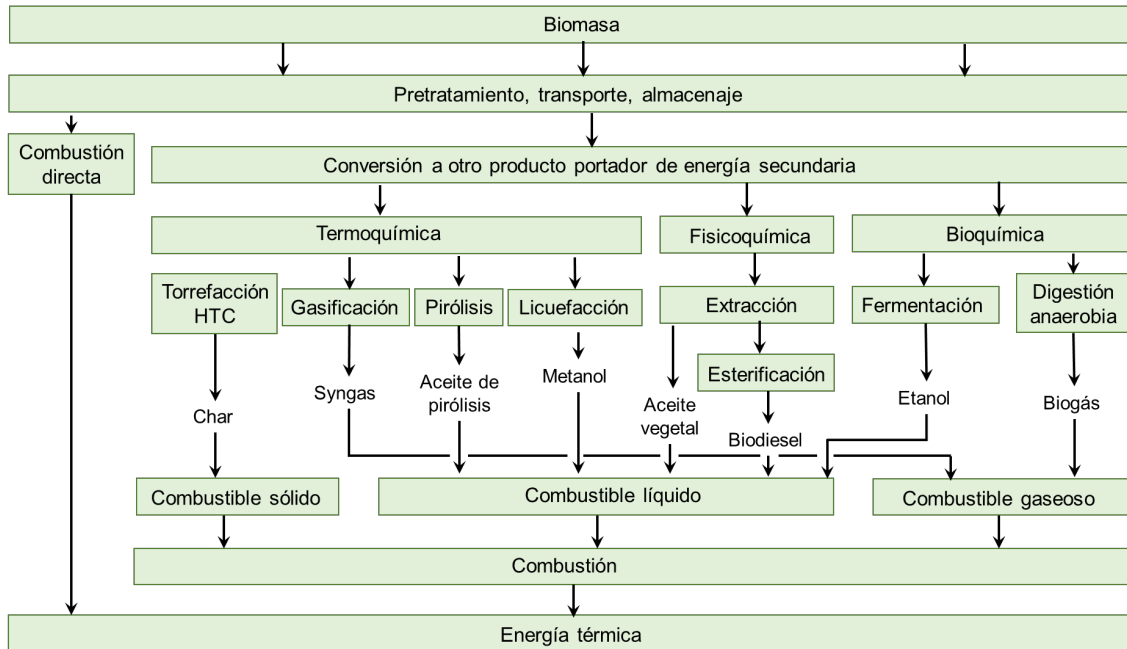 Biomasa
Pretratamiento, transporte, almacenaje
Combustión
directa
Conversión a otro producto portador de energía secundaria
Termoquímica
Fisicoquímica
Bioquímica
Torrefacción
HTC
Gasificación
Pirólisis
Licuefacción
Extracción
Fermentación
Digestión
anaerobia
Esterificación
Char
Syngas
Aceite de
pirólisis
Metanol
Aceite
vegetal
Biodiesel
Etanol
Biogás
Combustible sólido
Combustible líquido
Combustible gaseoso
Combustión
Energía térmica